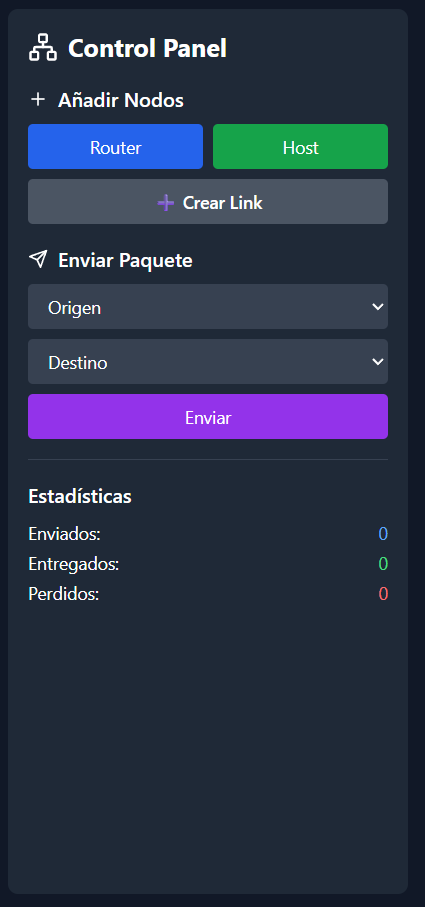 Control Panel
Añadir Nodos
Router Host
➕ Crear Link
Enviar Paquete
Origen
Destino
Enviar
Estadísticas
Enviados: 0
Entregados: 0
Perdidos: 0